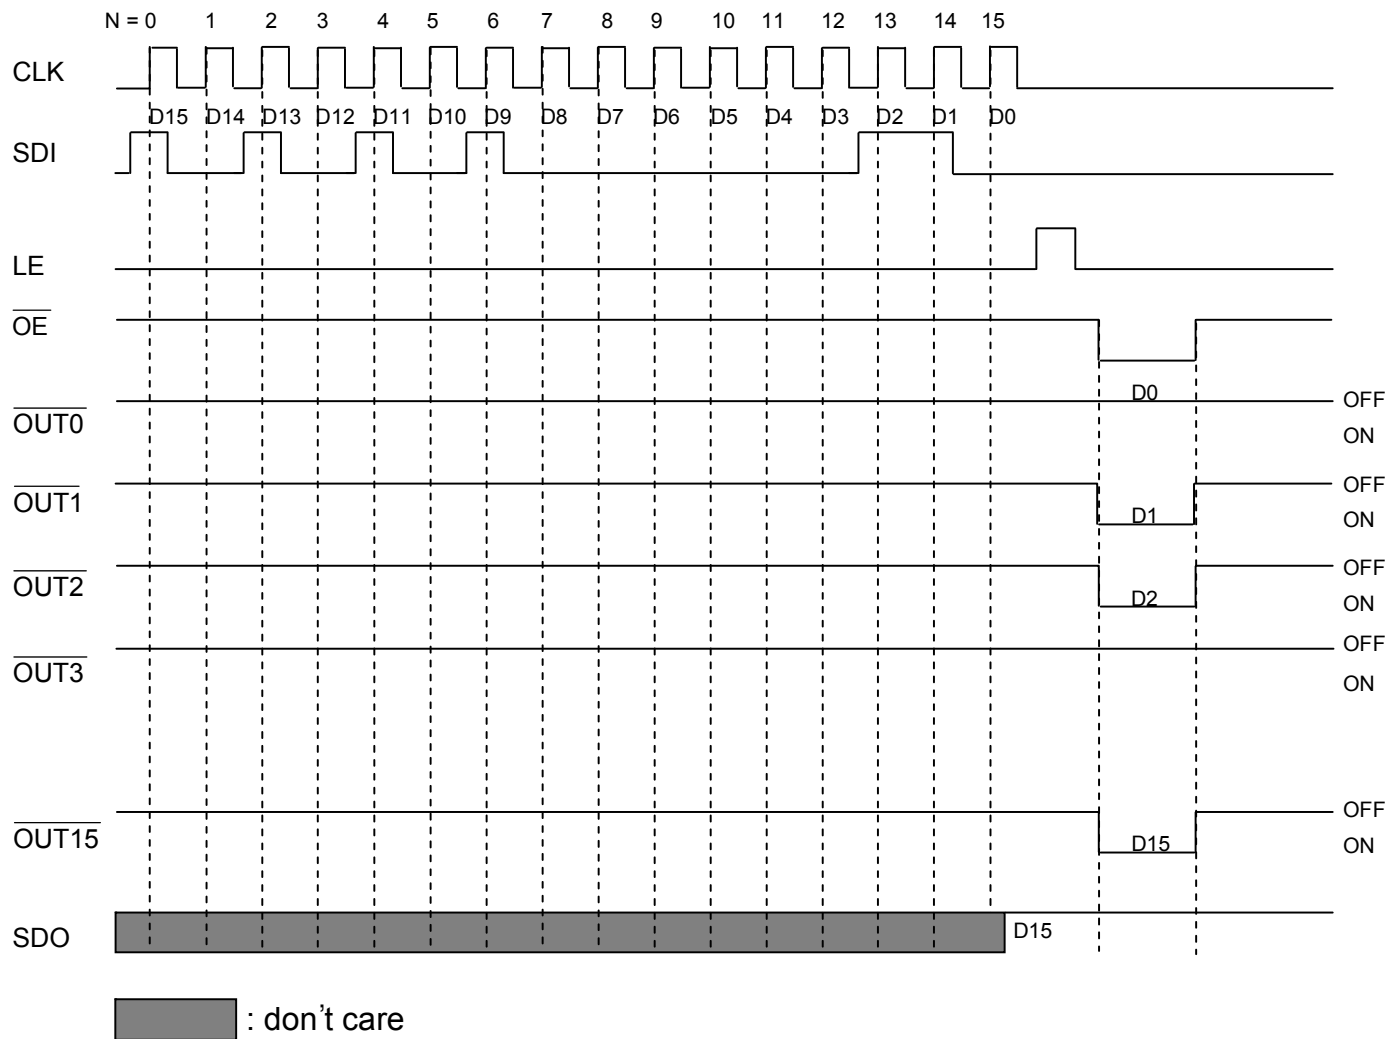 N = 0 1 2 3 4 5 6 7 8 9 10 11 12 13 14 15
CLK
D15 D14 D13 D12 D11 D10 D9 D8 D7 D6 D5 D4 D3 D2 D1 D0
SDI
LE
OE
D0 OFF
OUT0
ON
OFF
OUT1
D1 ON
OFF
OUT2
D2 ON
OFF
OUT3
ON
OFF
OUT15 D15 ON
SDO D15
: don't care